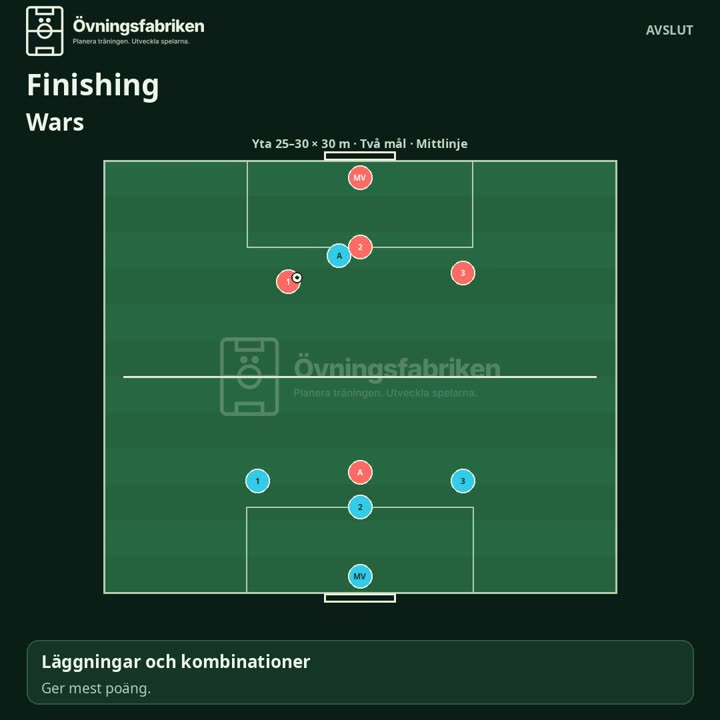 Övningsfabriken
Planera träningen. Utveckla spelarna.
AVSLUT
Finishing
Wars
Yta 25–30 × 30 m · Två mål · Mittlinje
MV
2
A
1
3
Övningsfabriken
Planera träningen. Utveckla spelarna.
A
1
3
2
MV
Läggningar och kombinationer
Ger mest poäng.